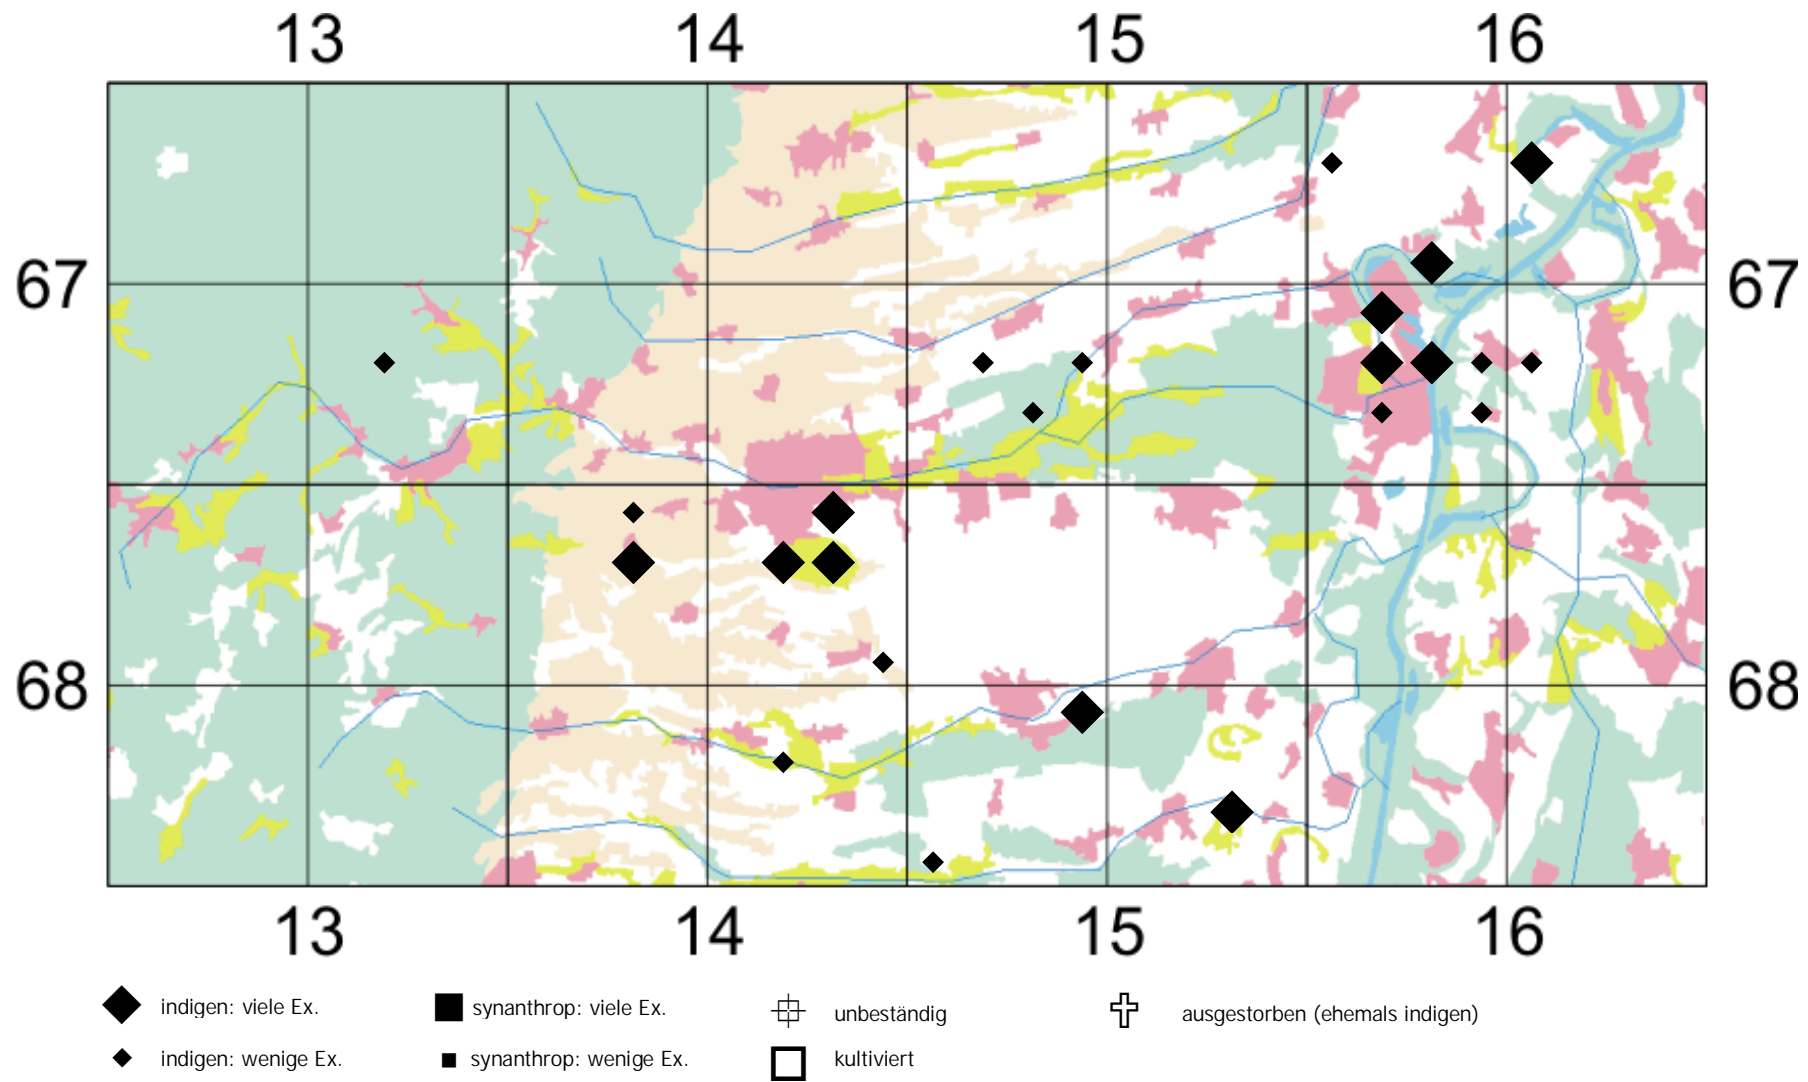 13 14 15 16
67 67
68 68
13 14 15 16
indigen: viele Ex. synanthrop: viele Ex. unbeständig ausgestorben (ehemals indigen)
indigen: wenige Ex. synanthrop: wenige Ex. kultiviert